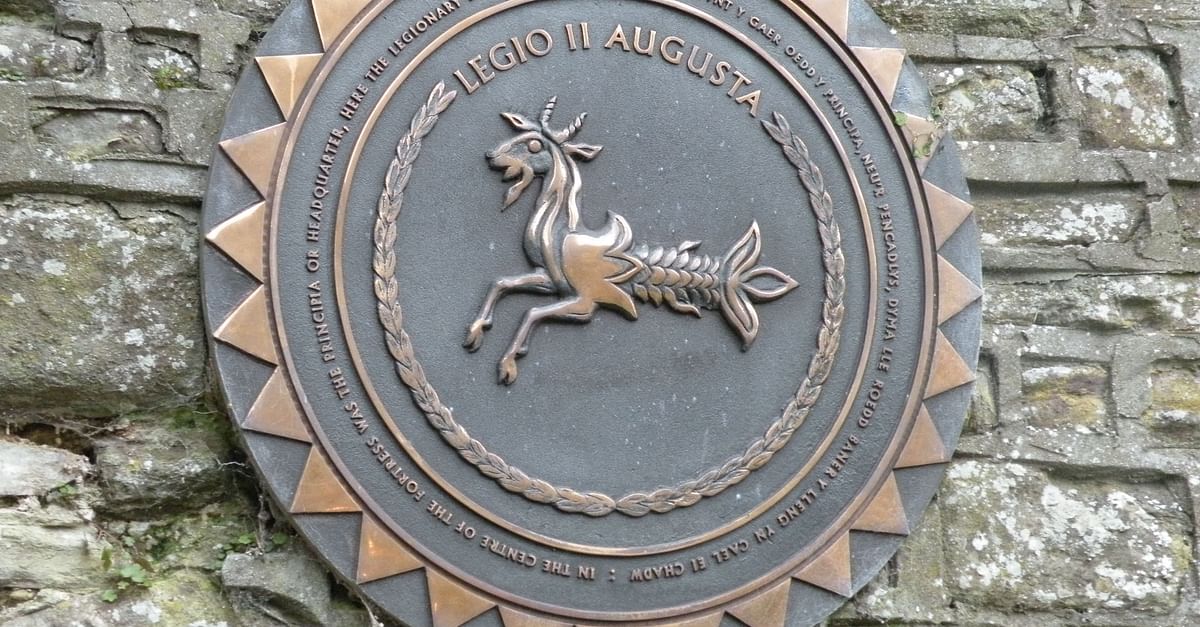 LEGIO II AUGUSTA
IN THE CENTRE OF THE FORTRESS WAS THE PRINCIPIA OR HEADQUARTER, HERE THE LEGIONARY
Y GAER OEDD Y PRINCIPIA, NEU'R PENCADLYS, DYMA LLE ROEDD BANER Y LLENG YN CAEL EI CHADW :